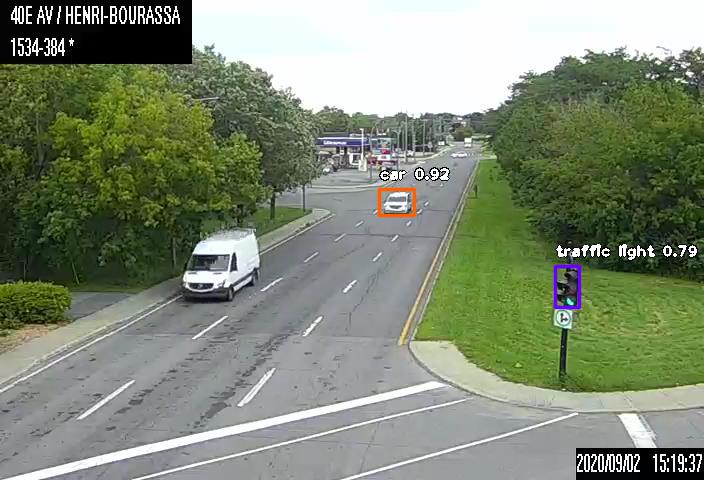 40E AV / HENRI-BOURASSA
1534-384 *
car 0.92
traffic light 0.79
2020/09/02 15:19:37